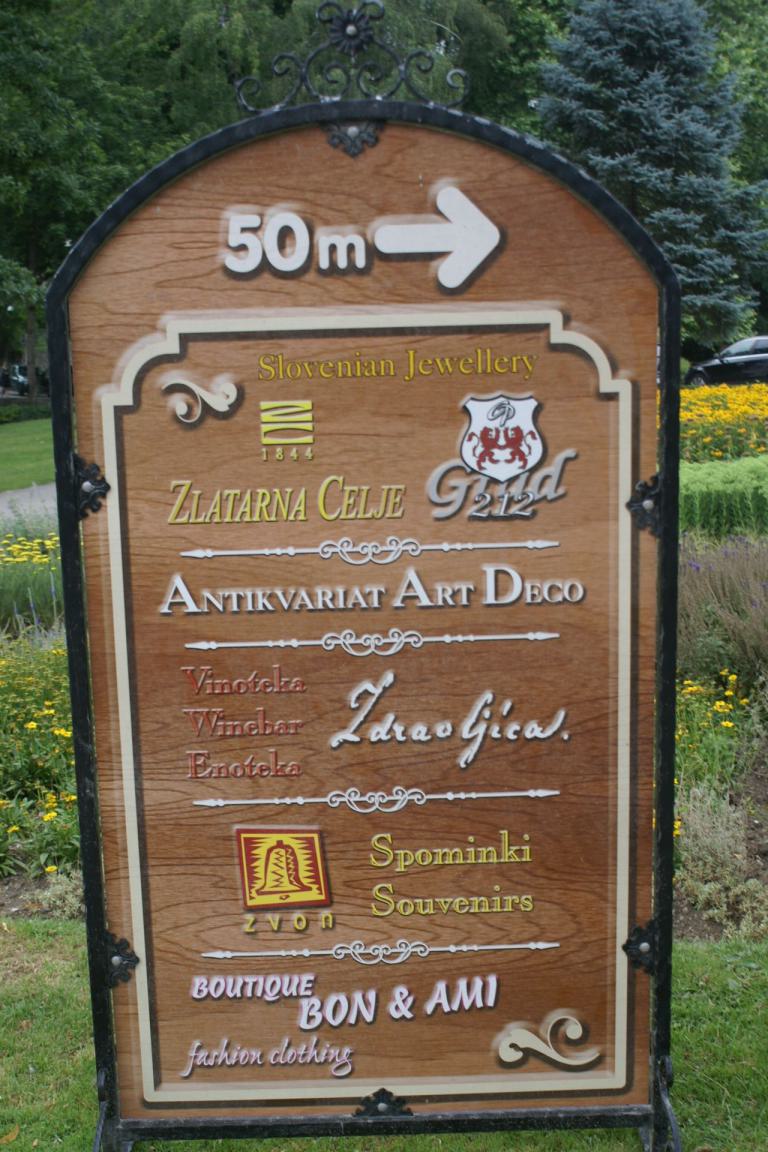 50m
Slovenian Jewellery
1844
ZLATARNA CELJE
GP
212
ANTIKVARIAT ART DECO
Vinoteka
Winebar
Enoteka
Zdravljica.
zvon
Spominki
Souvenirs
BOUTIQUE
BON & AMI
fashion clothing